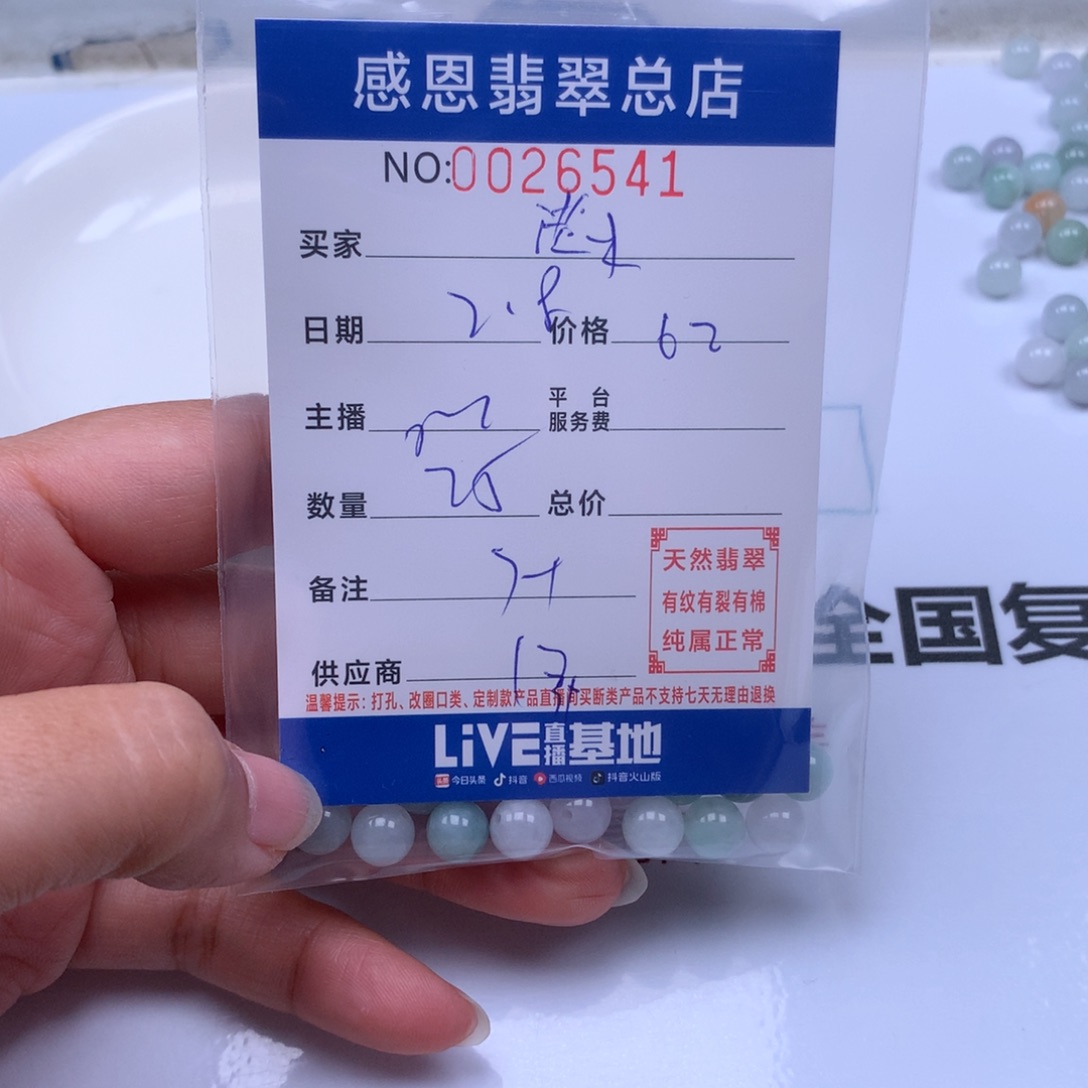 感恩翡翠总店
NO:0026541
买家
日期 2.8 价格 62
主播 平台服务费
数量 总价
备注
供应商
天然翡翠
有纹有裂有棉
纯属正常
温馨提示：打孔、改圈口类、定制款产品直播间买断类产品不支持七天无理由退换
LiVE直播基地
今日头条 抖音 西瓜视频 抖音火山版
全国复